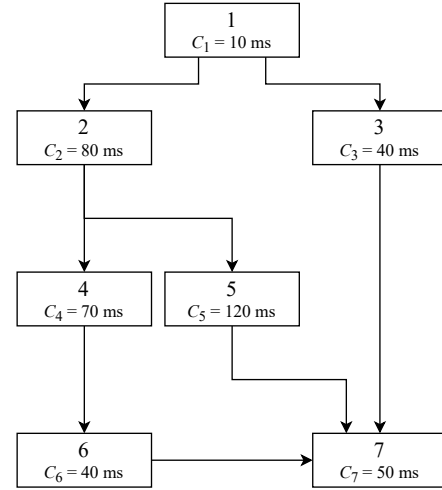 1
C₁ = 10 ms
2
C₂ = 80 ms
3
C₃ = 40 ms
4
C₄ = 70 ms
5
C₅ = 120 ms
6
C₆ = 40 ms
7
C₇ = 50 ms